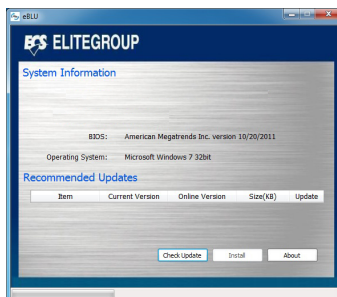 eBLU
ECS ELITEGROUP
System Information
BIOS: American Megatrends Inc. version 10/20/2011
Operating System: Microsoft Windows 7 32bit
Recommended Updates
Item Current Version Online Version Size(KB) Update
Check Update Install About